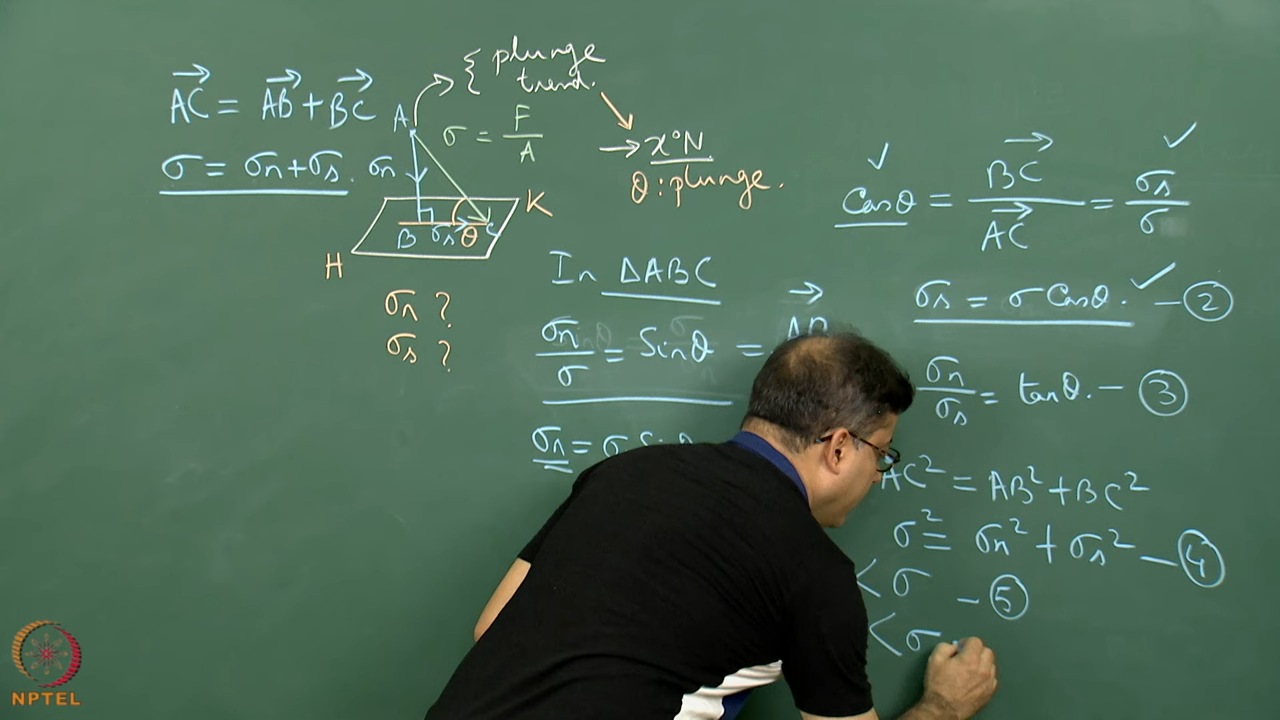 AC→ = AB→ + BC→
σ = σn + σs.
{ plunge
trend.
x°N
θ : plunge.
A
σ = F/A
σn
K
B σs θ C
H
σn ?
σs ?
In ΔABC
σn/σ = Sinθ =
σn = σ
Cosθ = BC→/AC→ = σs/σ
σs = σ Cosθ. — ②
σn/σs = tanθ. — ③
AC² = AB² + BC²
σ² = σn² + σs² — ④
< σ — ⑤
< σ
NPTEL